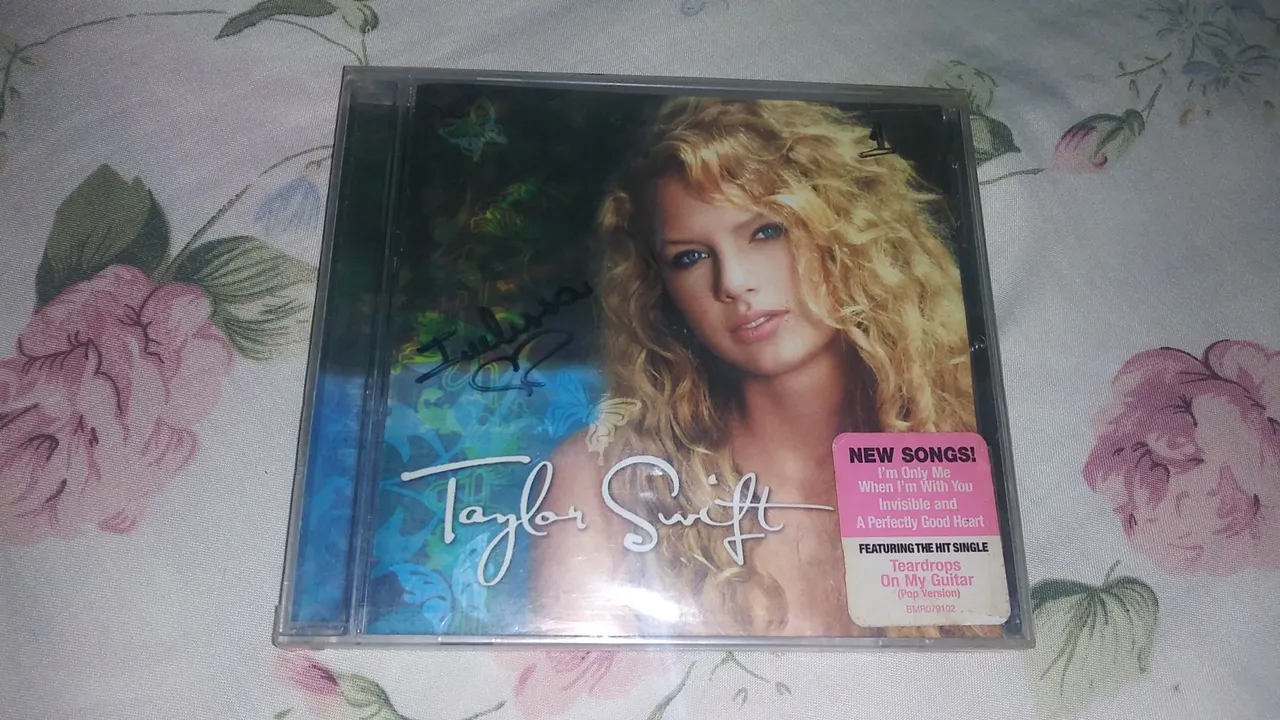 1
Taylor Swift
NEW SONGS!
I'm Only Me
When I'm With You
Invisible and
A Perfectly Good Heart
FEATURING THE HIT SINGLE
Teardrops
On My Guitar
(Pop Version)
BMR079102